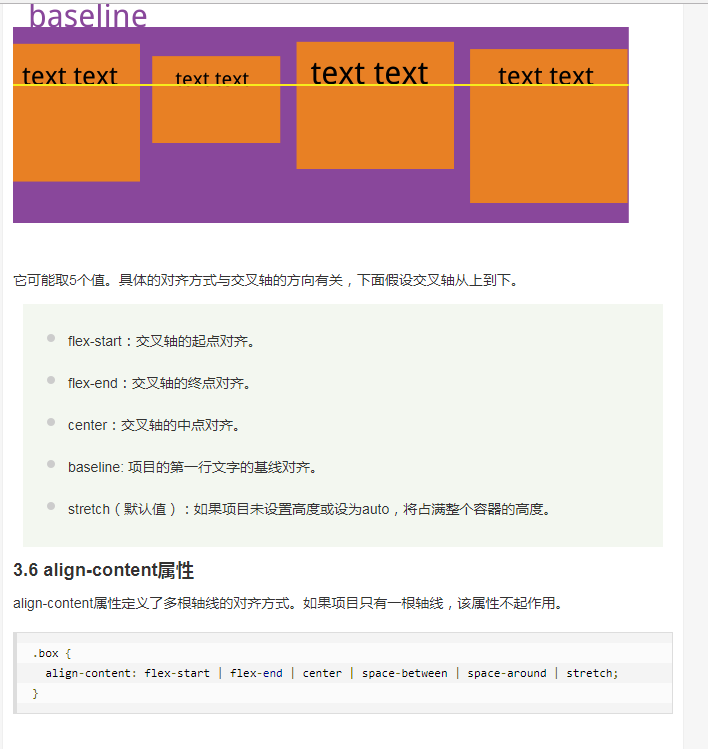 baseline
text text text text text text text text
它可能取5个值。具体的对齐方式与交叉轴的方向有关，下面假设交叉轴从上到下。
flex-start：交叉轴的起点对齐。
flex-end：交叉轴的终点对齐。
center：交叉轴的中点对齐。
baseline: 项目的第一行文字的基线对齐。
stretch（默认值）：如果项目未设置高度或设为auto，将占满整个容器的高度。
3.6 align-content属性
align-content属性定义了多根轴线的对齐方式。如果项目只有一根轴线，该属性不起作用。
.box {
align-content: flex-start | flex-end | center | space-between | space-around | stretch;
}